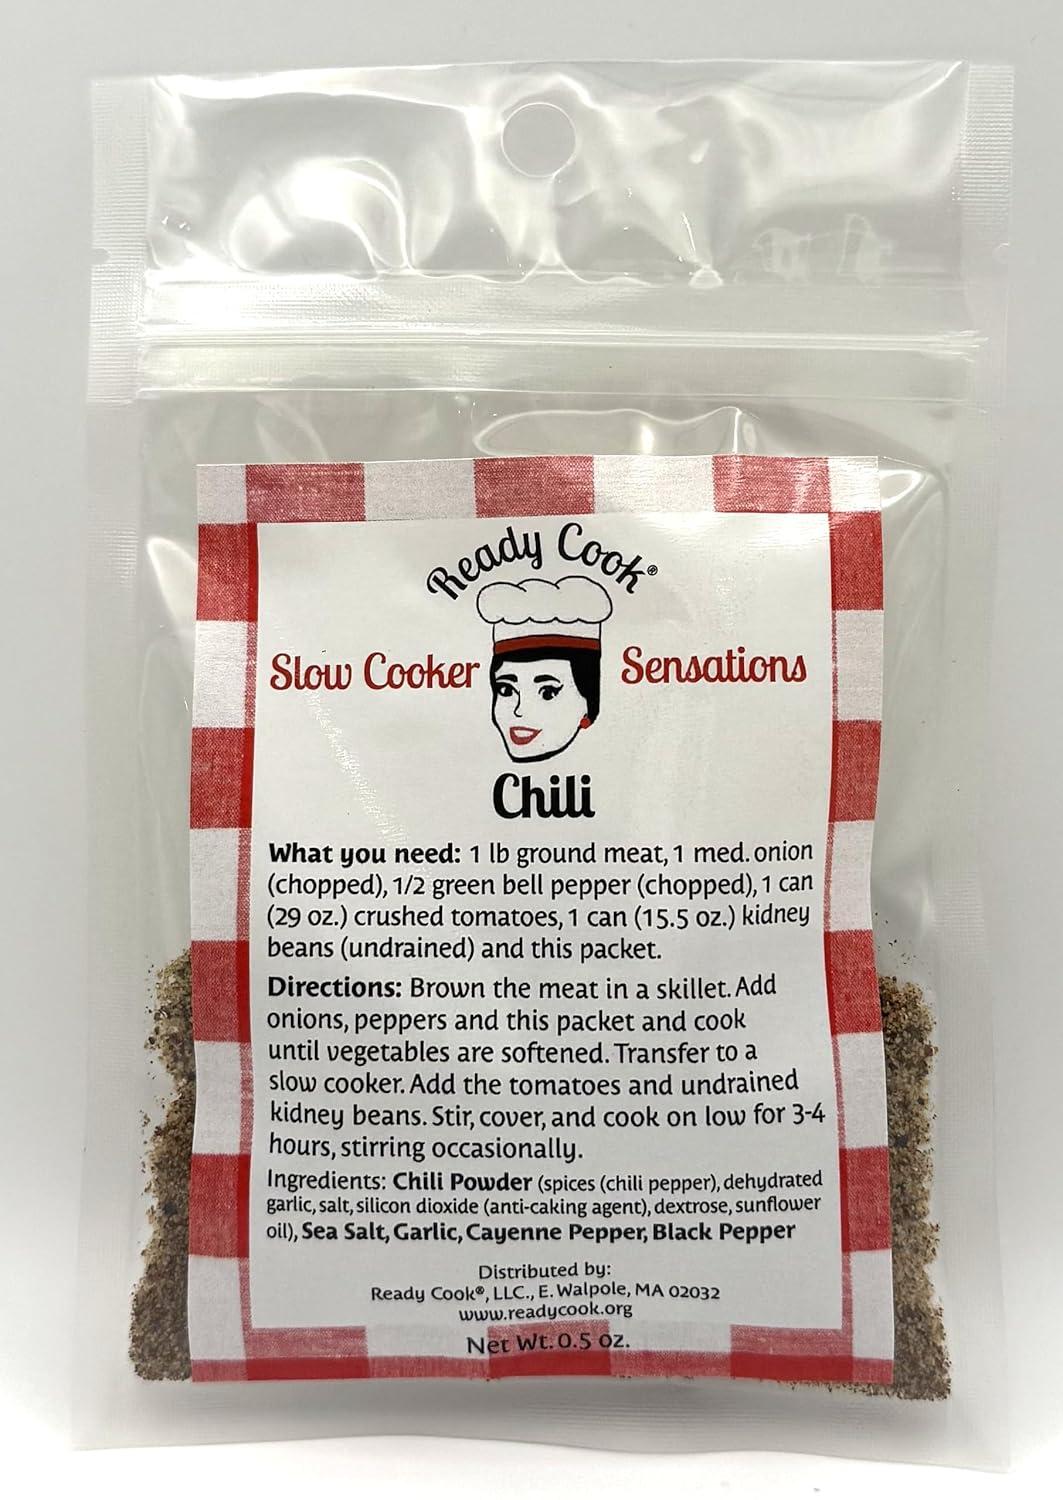 Ready Cook®
Slow Cooker Sensations
Chili
What you need: 1 lb ground meat, 1 med. onion
(chopped), 1/2 green bell pepper (chopped), 1 can
(29 oz.) crushed tomatoes, 1 can (15.5 oz.) kidney
beans (undrained) and this packet.
Directions: Brown the meat in a skillet. Add
onions, peppers and this packet and cook
until vegetables are softened. Transfer to a
slow cooker. Add the tomatoes and undrained
kidney beans. Stir, cover, and cook on low for 3-4
hours, stirring occasionally.
Ingredients: Chili Powder (spices (chili pepper), dehydrated
garlic, salt, silicon dioxide (anti-caking agent), dextrose, sunflower
oil), Sea Salt, Garlic, Cayenne Pepper, Black Pepper
Distributed by:
Ready Cook®, LLC., E. Walpole, MA 02032
www.readycook.org
Net Wt. 0.5 oz.